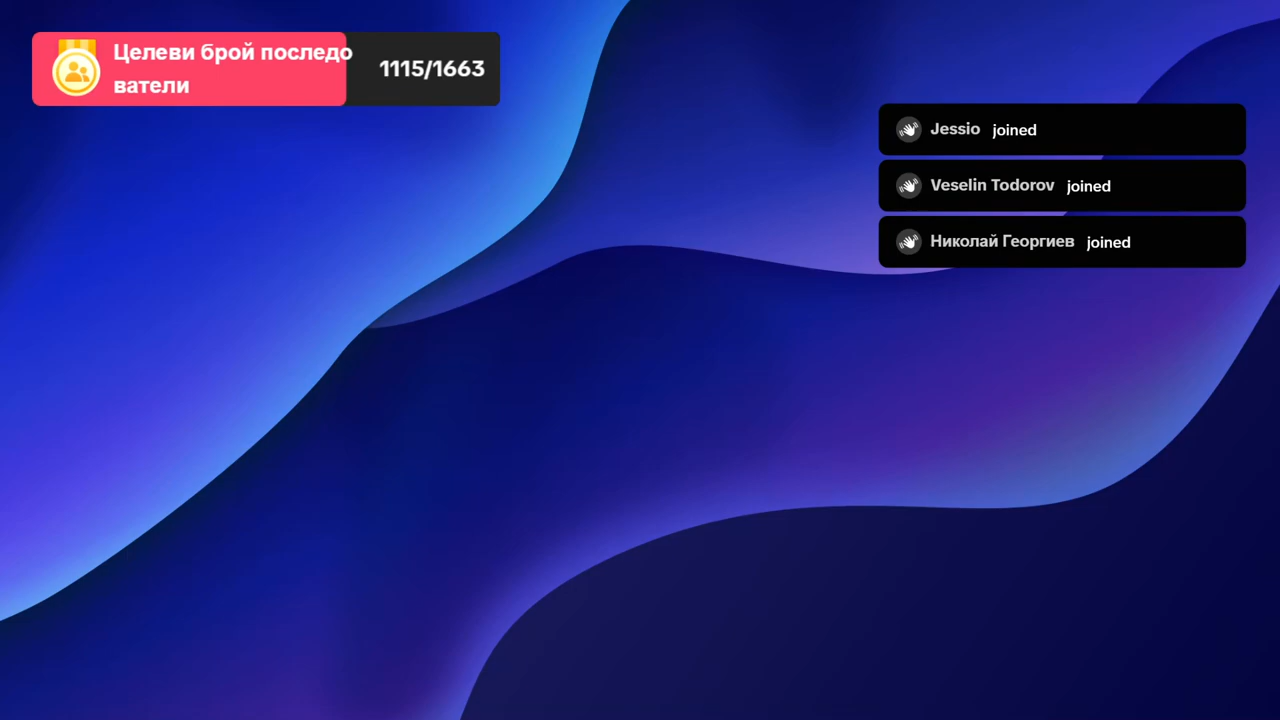 Целеви брой последо
ватели
1115/1663
Jessio joined
Veselin Todorov joined
Николай Георгиев joined